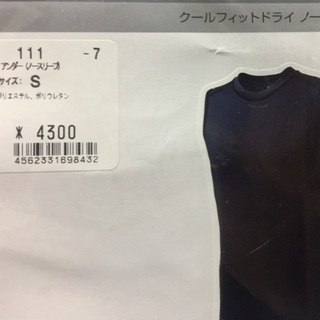 クールフィットドライ ノー
111 -7
アンダー(ノースリーブ)
サイズ: S
ポリエステル、ポリウレタン
¥ 4300
4562331698432